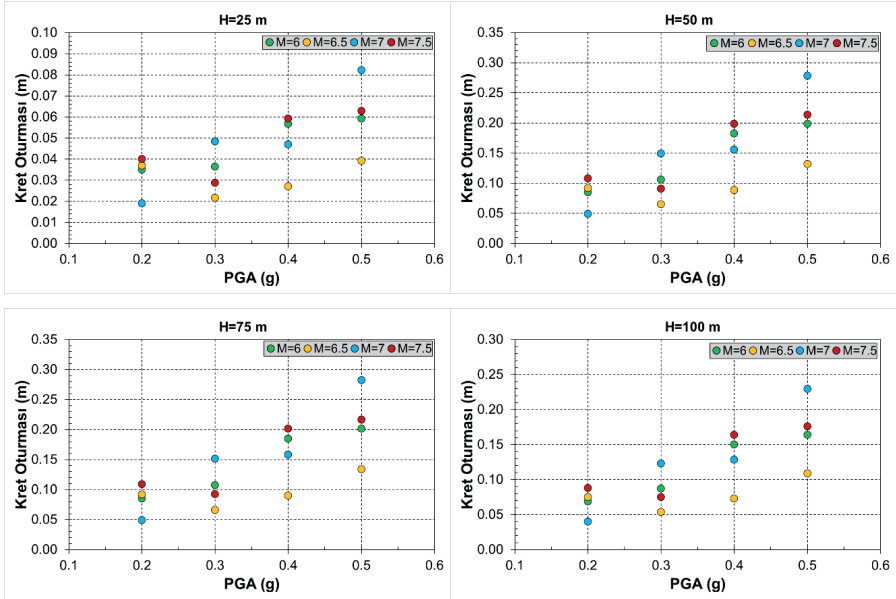 H=25 m
M=6 M=6.5 M=7 M=7.5
Kret Oturması (m)
0.10
0.09
0.08
0.07
0.06
0.05
0.04
0.03
0.02
0.01
0.00
0.1 0.2 0.3 0.4 0.5 0.6
PGA (g)
H=50 m
M=6 M=6.5 M=7 M=7.5
Kret Oturması (m)
0.35
0.30
0.25
0.20
0.15
0.10
0.05
0.00
0.1 0.2 0.3 0.4 0.5 0.6
PGA (g)
H=75 m
M=6 M=6.5 M=7 M=7.5
Kret Oturması (m)
0.35
0.30
0.25
0.20
0.15
0.10
0.05
0.00
0.1 0.2 0.3 0.4 0.5 0.6
PGA (g)
H=100 m
M=6 M=6.5 M=7 M=7.5
Kret Oturması (m)
0.30
0.25
0.20
0.15
0.10
0.05
0.00
0.1 0.2 0.3 0.4 0.5 0.6
PGA (g)